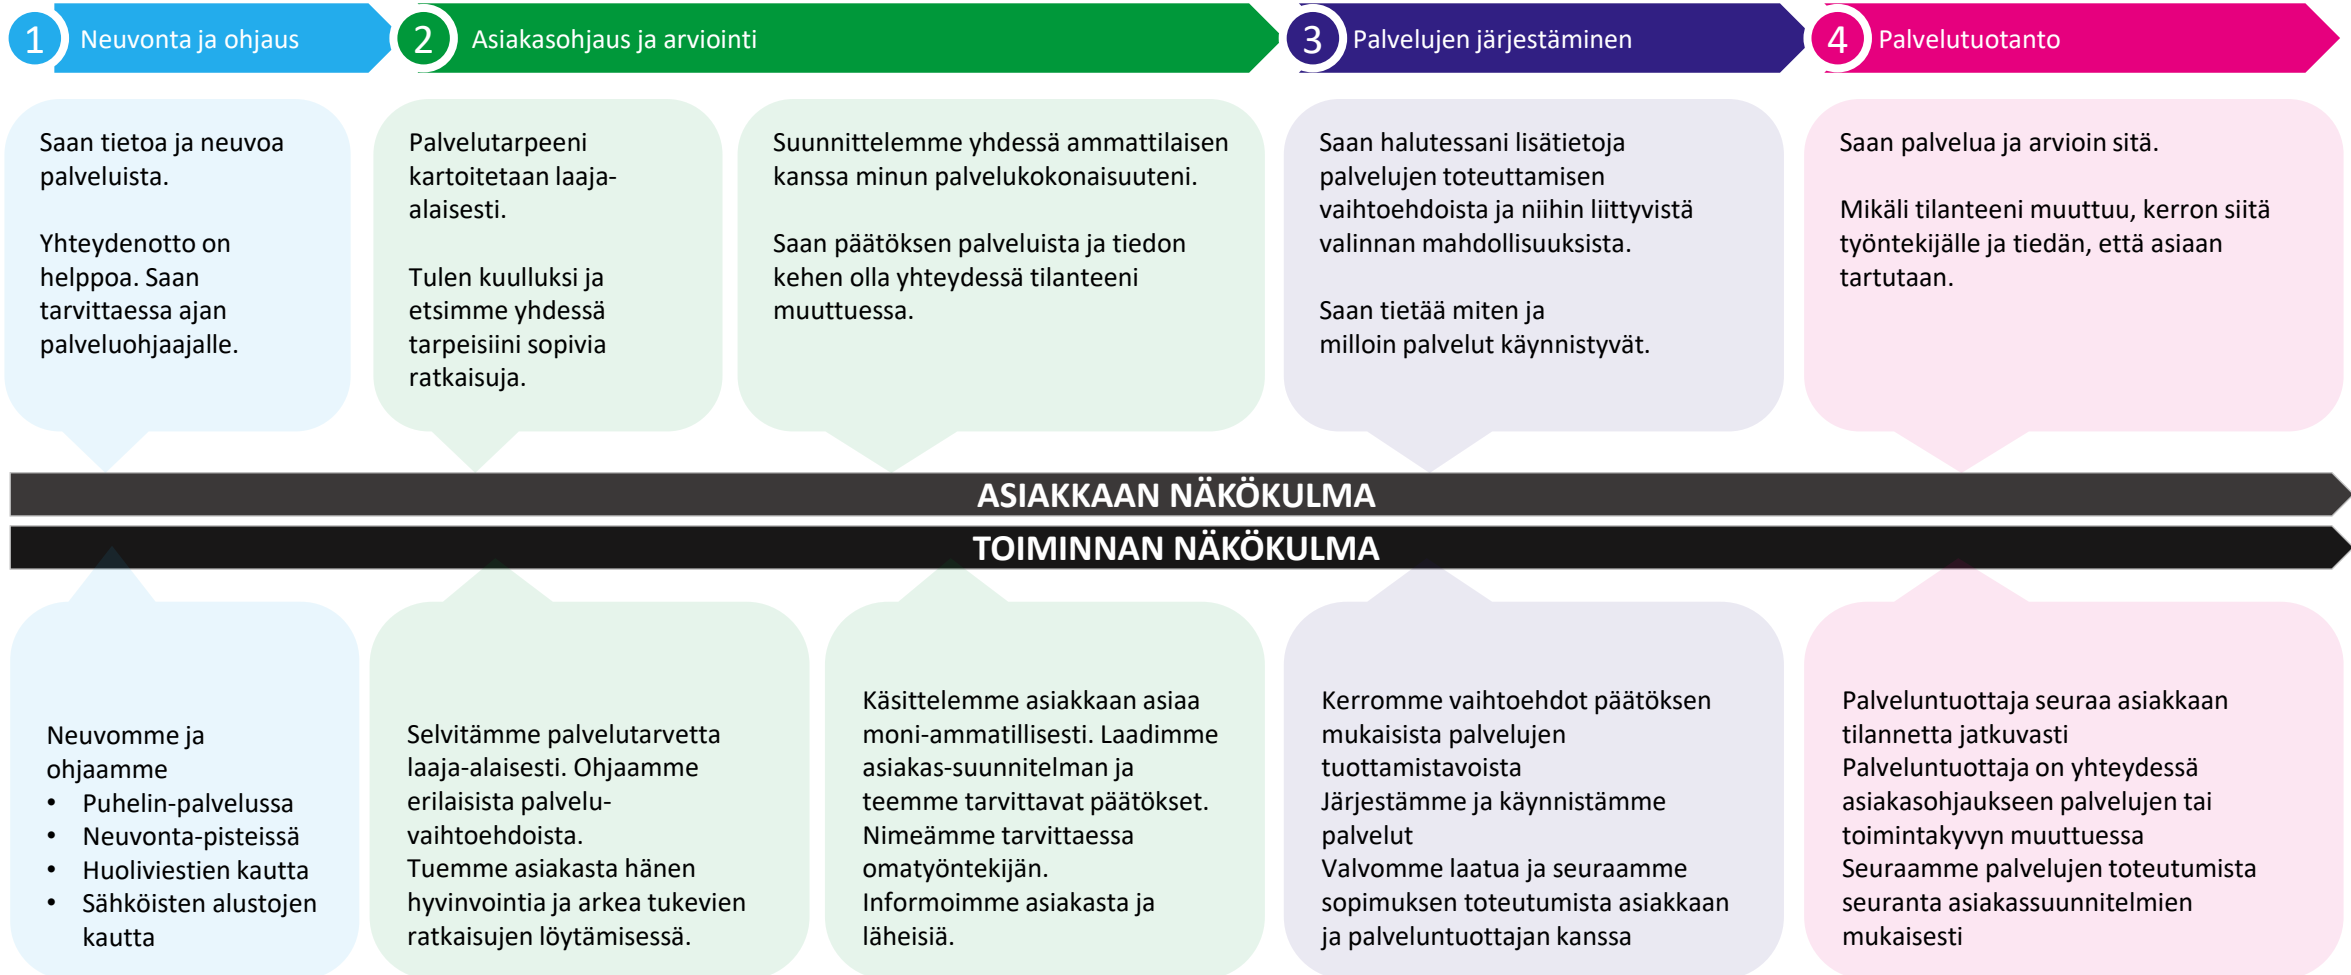 1 Neuvonta ja ohjaus
2 Asiakasohjaus ja arviointi
3 Palvelujen järjestäminen
4 Palvelutuotanto
Saan tietoa ja neuvoa
palveluista.
Yhteydenotto on
helppoa. Saan
tarvittaessa ajan
palveluohjaajalle.
Palvelutarpeeni
kartoitetaan laaja-
alaisesti.
Tulen kuulluksi ja
etsimme yhdessä
tarpeisiini sopivia
ratkaisuja.
Suunnittelemme yhdessä ammattilaisen
kanssa minun palvelukokonaisuuteni.
Saan päätöksen palveluista ja tiedon
kehen olla yhteydessä tilanteeni
muuttuessa.
Saan halutessani lisätietoja
palvelujen toteuttamisen
vaihtoehdoista ja niihin liittyvistä
valinnan mahdollisuuksista.
Saan tietää miten ja
milloin palvelut käynnistyvät.
Saan palvelua ja arvioin sitä.
Mikäli tilanteeni muuttuu, kerron siitä
työntekijälle ja tiedän, että asiaan
tartutaan.
ASIAKKAAN NÄKÖKULMA
TOIMINNAN NÄKÖKULMA
Neuvomme ja
ohjaamme
• Puhelin-palvelussa
• Neuvonta-pisteissä
• Huoliviestien kautta
• Sähköisten alustojen
kautta
Selvitämme palvelutarvetta
laaja-alaisesti. Ohjaamme
erilaisista palvelu-
vaihtoehdoista.
Tuemme asiakasta hänen
hyvinvointia ja arkea tukevien
ratkaisujen löytämisessä.
Käsittelemme asiakkaan asiaa
moni-ammatillisesti. Laadimme
asiakas-suunnitelman ja
teemme tarvittavat päätökset.
Nimeämme tarvittaessa
omatyöntekijän.
Informoimme asiakasta ja
läheisiä.
Kerromme vaihtoehdot päätöksen
mukaisista palvelujen
tuottamistavoista
Järjestämme ja käynnistämme
palvelut
Valvomme laatua ja seuraamme
sopimuksen toteutumista asiakkaan
ja palveluntuottajan kanssa
Palveluntuottaja seuraa asiakkaan
tilannetta jatkuvasti
Palveluntuottaja on yhteydessä
asiakasohjaukseen palvelujen tai
toimintakyvyn muuttuessa
Seuraamme palvelujen toteutumista
seuranta asiakassuunnitelmien
mukaisesti